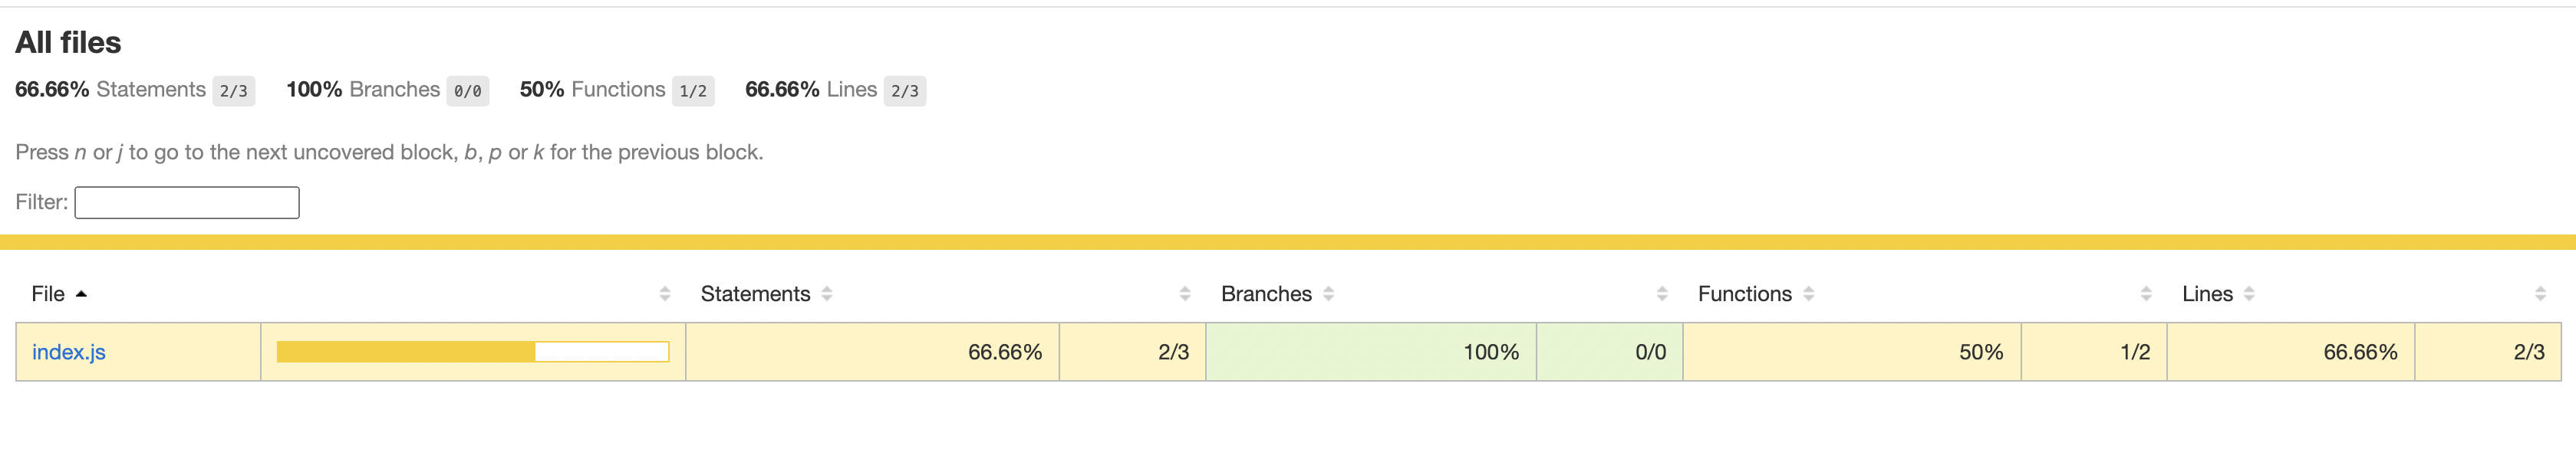 All files
66.66% Statements 2/3 100% Branches 0/0 50% Functions 1/2 66.66% Lines 2/3
Press n or j to go to the next uncovered block, b, p or k for the previous block.
Filter:
File Statements Branches Functions Lines
index.js 66.66% 2/3 100% 0/0 50% 1/2 66.66% 2/3